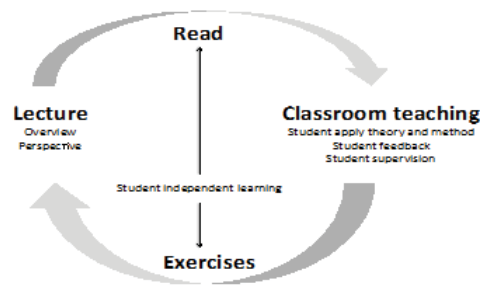 Read
Lecture
Overview
Perspective
Classroom teaching
Student apply theory and method
Student feedback
Student supervision
Student independent learning
Exercises